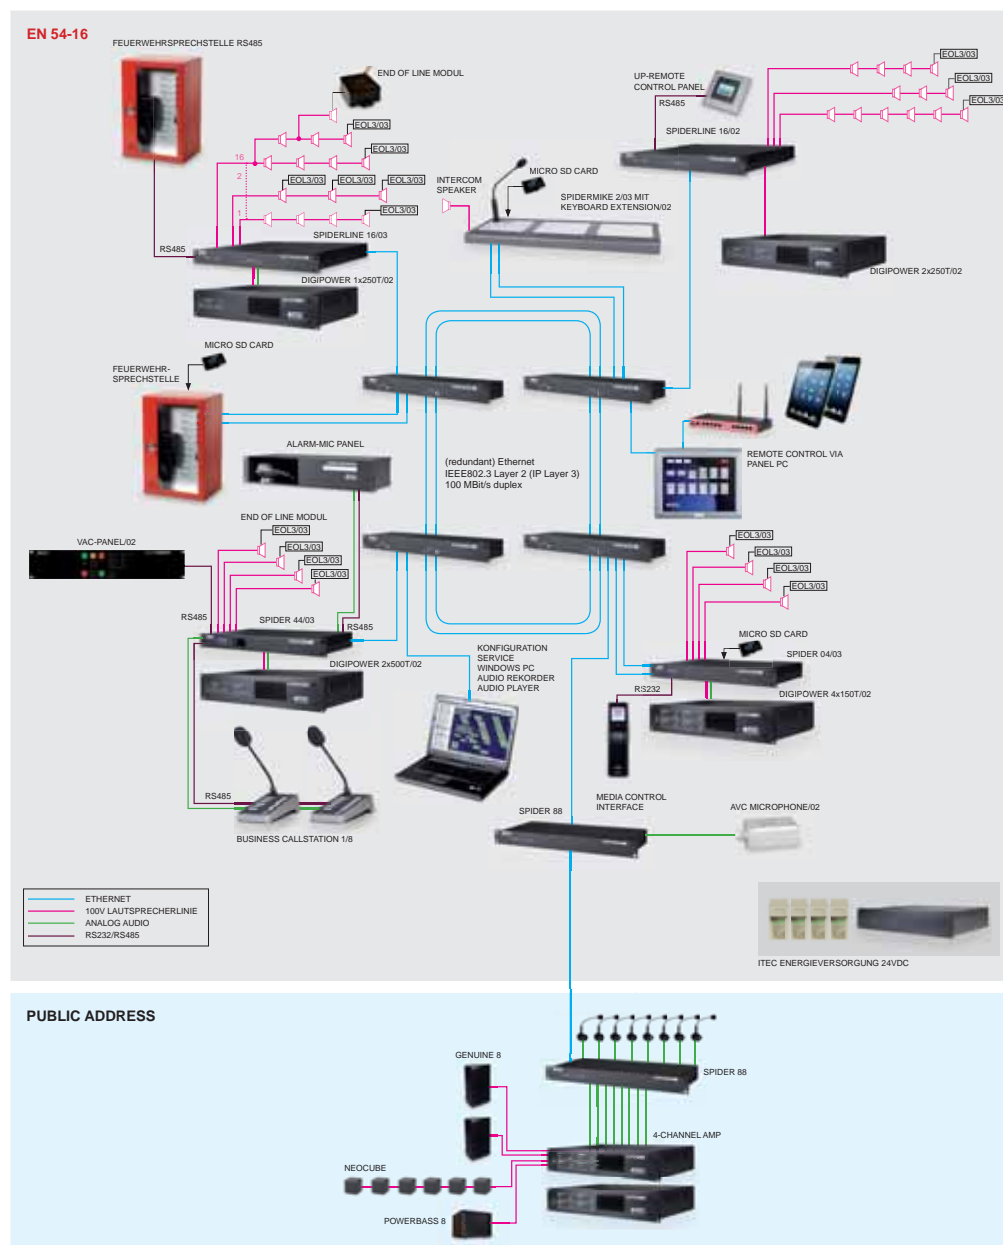 EN 54-16
FEUERWEHRSPRECHSTELLE RS485
END OF LINE MODUL
EOL3/03
EOL3/03
16
2
EOL3/03
EOL3/03
EOL3/03
1
EOL3/03
SPIDERLINE 16/03
RS485
DIGIPOWER 1x250T/02
UP-REMOTE
CONTROL PANEL
RS485
EOL3/03
EOL3/03
EOL3/03
SPIDERLINE 16/02
DIGIPOWER 2x250T/02
INTERCOM
SPEAKER
MICRO SD CARD
SPIDERMIKE 2/03 MIT
KEYBOARD EXTENSION/02
MICRO SD CARD
FEUERWEHR-
SPRECHSTELLE
ALARM-MIC PANEL
(redundant) Ethernet
IEEE802.3 Layer 2 (IP Layer 3)
100 MBit/s duplex
REMOTE CONTROL VIA
PANEL PC
END OF LINE MODUL
EOL3/03
EOL3/03
EOL3/03
EOL3/03
VAC-PANEL/02
RS485
SPIDER 44/03
RS485
DIGIPOWER 2x500T/02
RS485
BUSINESS CALLSTATION 1/8
KONFIGURATION
SERVICE
WINDOWS PC
AUDIO REKORDER
AUDIO PLAYER
EOL3/03
EOL3/03
EOL3/03
EOL3/03
MICRO SD CARD
SPIDER 04/03
RS232
DIGIPOWER 4x150T/02
MEDIA CONTROL
INTERFACE
SPIDER 88
AVC MICROPHONE/02
ETHERNET
100V LAUTSPRECHERLINIE
ANALOG AUDIO
RS232/RS485
ITEC ENERGIEVERSORGUNG 24VDC
PUBLIC ADDRESS
GENUINE 8
SPIDER 88
4-CHANNEL AMP
NEOCUBE
POWERBASS 8